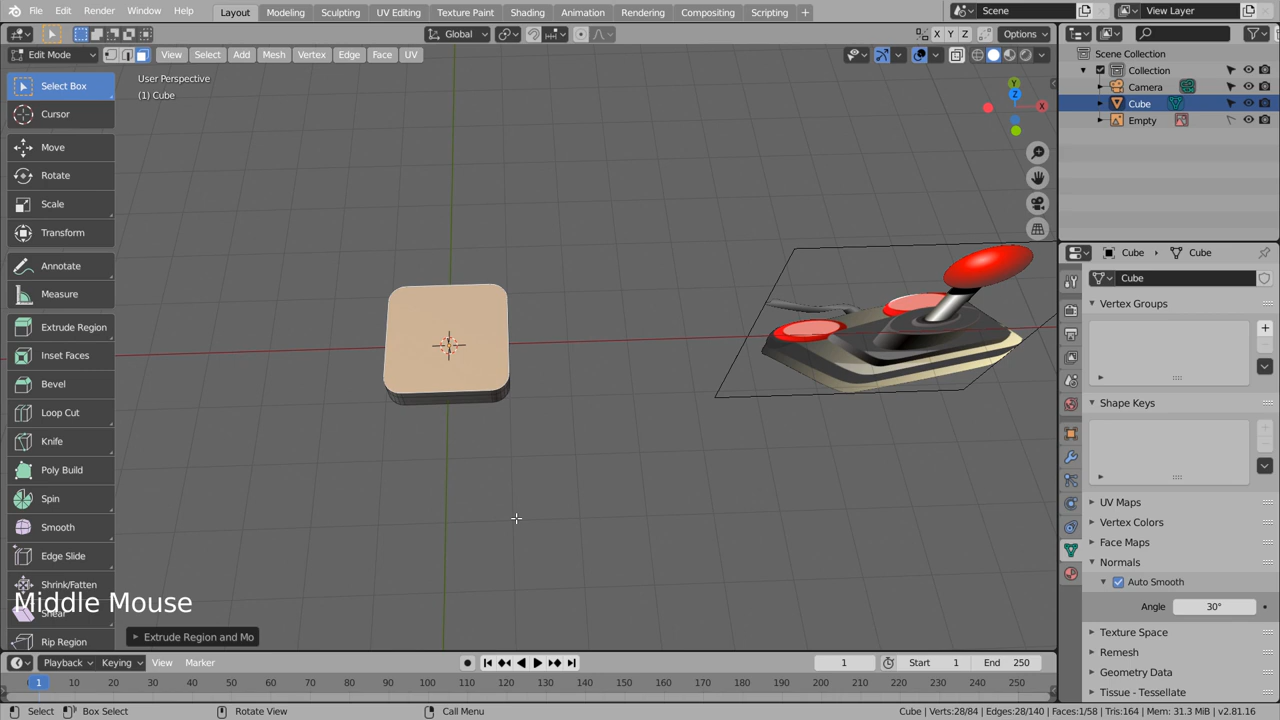 File Edit Render Window Help
Layout Modeling Sculpting UV Editing Texture Paint Shading Animation Rendering Compositing Scripting +
Scene View Layer
Global X Y Z Options
Edit Mode View Select Add Mesh Vertex Edge Face UV
User Perspective
(1) Cube
Select Box
Cursor
Move
Rotate
Scale
Transform
Annotate
Measure
Extrude Region
Inset Faces
Bevel
Loop Cut
Knife
Poly Build
Spin
Smooth
Edge Slide
Shrink/Fatten
Shear
Rip Region
Middle Mouse
Extrude Region and Mo
Y
Z
X
Scene Collection
Collection
Camera
Cube
Empty
Cube Cube
Cube
Vertex Groups
Shape Keys
UV Maps
Vertex Colors
Face Maps
Normals
Auto Smooth
Angle 30°
Texture Space
Remesh
Geometry Data
Tissue - Tessellate
Playback Keying View Marker 1 Start 1 End 250
1 10 20 30 40 50 60 70 80 90 100 110 120 130 140 150 160 170 180 190 200 210 220 230 240 250
Select Box Select Rotate View Call Menu Cube | Verts:28/84 | Edges:28/140 | Faces:1/58 | Tris:164 | Mem: 31.3 MiB | v2.81.16